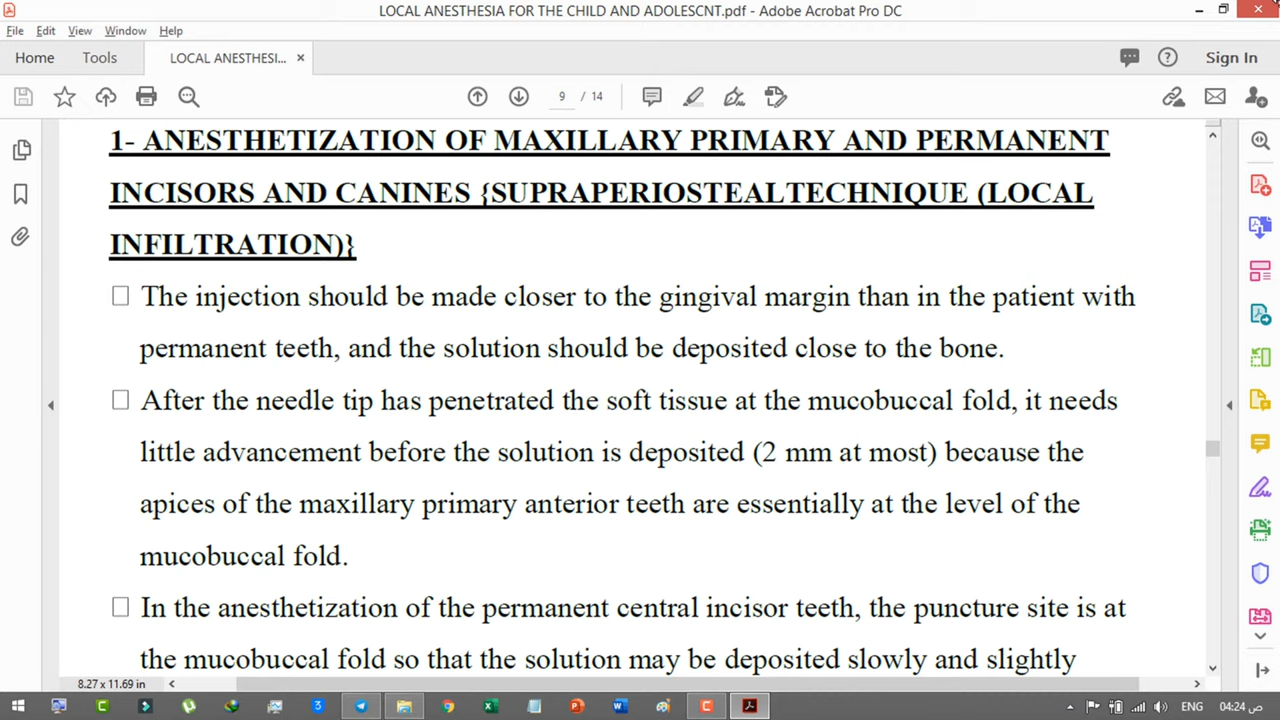 LOCAL ANESTHESIA FOR THE CHILD AND ADOLESCNT.pdf - Adobe Acrobat Pro DC
File Edit View Window Help
Home Tools LOCAL ANESTHESI... Sign In
9 / 14
1- ANESTHETIZATION OF MAXILLARY PRIMARY AND PERMANENT
INCISORS AND CANINES {SUPRAPERIOSTEALTECHNIQUE (LOCAL
INFILTRATION)}
The injection should be made closer to the gingival margin than in the patient with
permanent teeth, and the solution should be deposited close to the bone.
After the needle tip has penetrated the soft tissue at the mucobuccal fold, it needs
little advancement before the solution is deposited (2 mm at most) because the
apices of the maxillary primary anterior teeth are essentially at the level of the
mucobuccal fold.
In the anesthetization of the permanent central incisor teeth, the puncture site is at
the mucobuccal fold so that the solution may be deposited slowly and slightly
8.27 x 11.69 in
ENG 04:24 ص